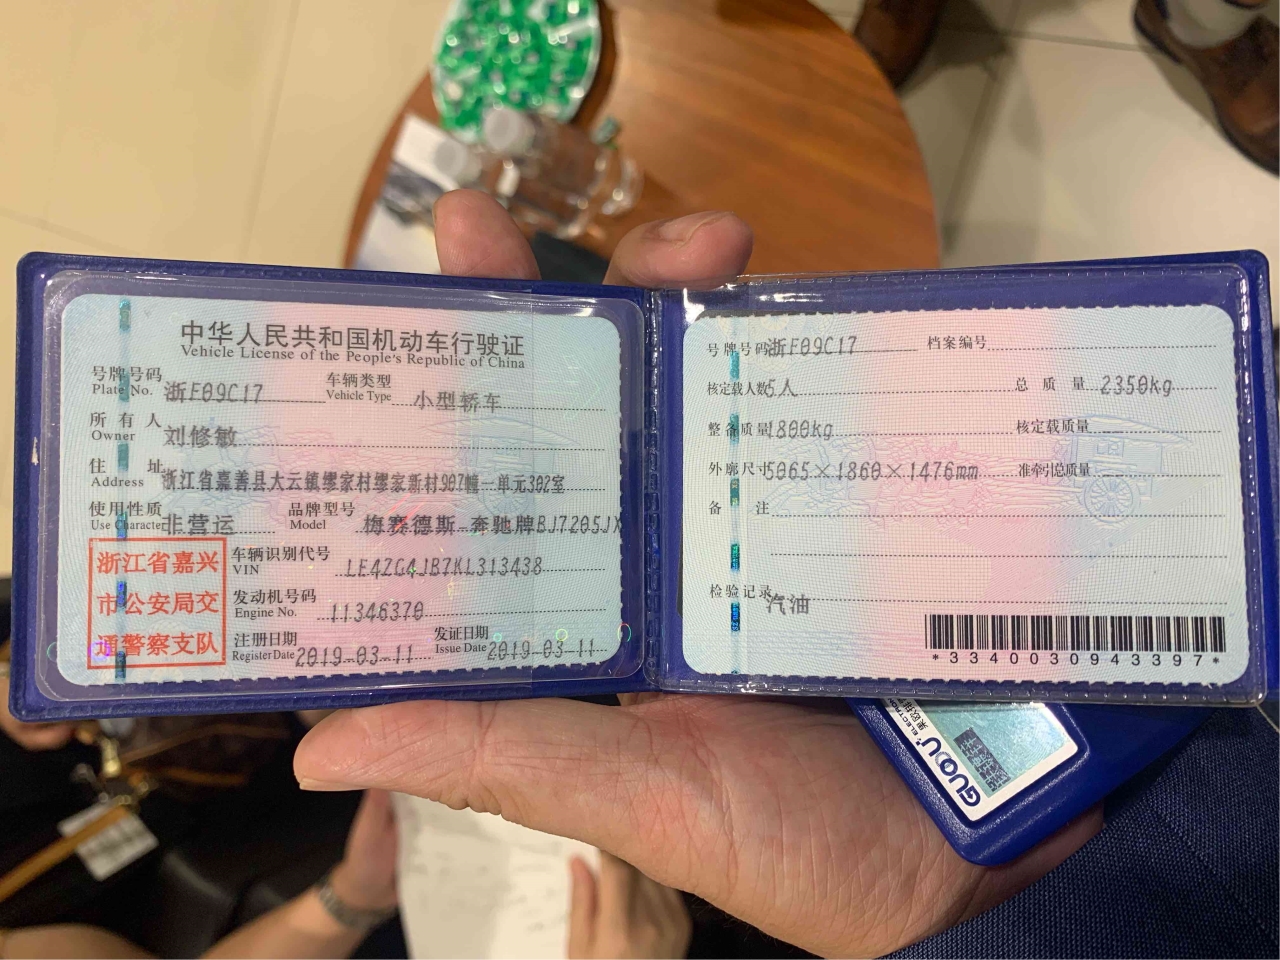 中华人民共和国机动车行驶证
Vehicle License of the People's Republic of China
号牌号码 浙F09C17 车辆类型 小型轿车
Plate No. Vehicle Type
所有人 刘修敏
Owner
住址 浙江省嘉善县大云镇缪家村缪家新村907幢一单元302室
Address
使用性质 非营运 品牌型号 梅赛德斯-奔驰牌BJ7205JX
Use Character Model
浙江省嘉兴
市公安局交
通警察支队
车辆识别代号 LE4ZG4JB7KL313438
VIN
发动机号码 11346370
Engine No.
注册日期 2019-03-11 发证日期 2019-03-11
Register Date Issue Date
号牌号码 浙F09C17 档案编号
核定载人数 5人 总质量 2350kg
整备质量 1800kg 核定载质量
外廓尺寸 5065×1860×1476mm 准牵引总质量
备注
检验记录 汽油
*3340030943397*
GUOOU